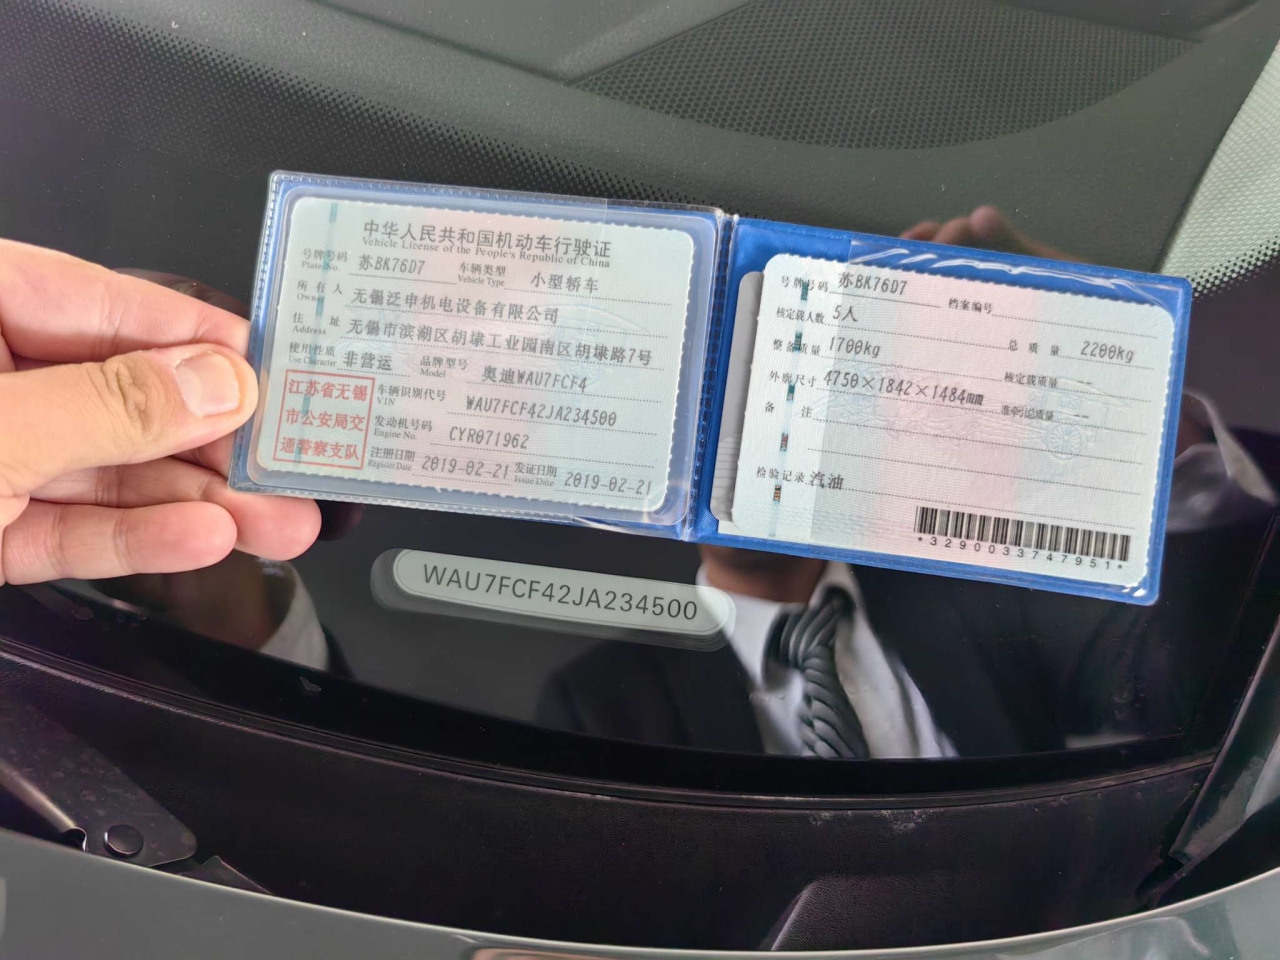 中华人民共和国机动车行驶证
Vehicle License of the People's Republic of China
号牌号码 苏BK76D7 车辆类型 小型轿车
Plate No. Vehicle Type
所有人 无锡泛申机电设备有限公司
Owner
住址 无锡市滨湖区胡埭工业园南区胡埭路7号
Address
使用性质 非营运 品牌型号 奥迪WAU7FCF4
Use Character Model
江苏省无锡
市公安局交
通警察支队
车辆识别代号 WAU7FCF42JA234500
VIN
发动机号码 CYR071962
Engine No.
注册日期 2019-02-21 发证日期 2019-02-21
Register Date Issue Date
号牌号码 苏BK76D7 档案编号
核定载人数 5人 总质量 2200kg
整备质量 1700kg 核定载质量 --
外廓尺寸 4750×1842×1484mm 准牵引总质量 --
备注
检验记录 汽油
*3290033747951*
WAU7FCF42JA234500